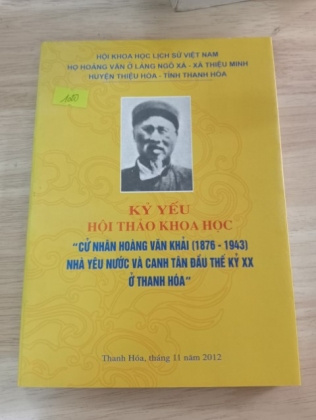 HỘI KHOA HỌC LỊCH SỬ VIỆT NAM
HỌ HOÀNG VĂN Ở LÀNG NGÔ XÁ - XÃ THIỆU MINH
HUYỆN THIỆU HÓA - TỈNH THANH HÓA
KỶ YẾU
HỘI THẢO KHOA HỌC
"CỬ NHÂN HOÀNG VĂN KHẢI (1876 - 1943)
NHÀ YÊU NƯỚC VÀ CANH TÂN ĐẦU THẾ KỶ XX
Ở THANH HÓA"
Thanh Hóa, tháng 11 năm 2012